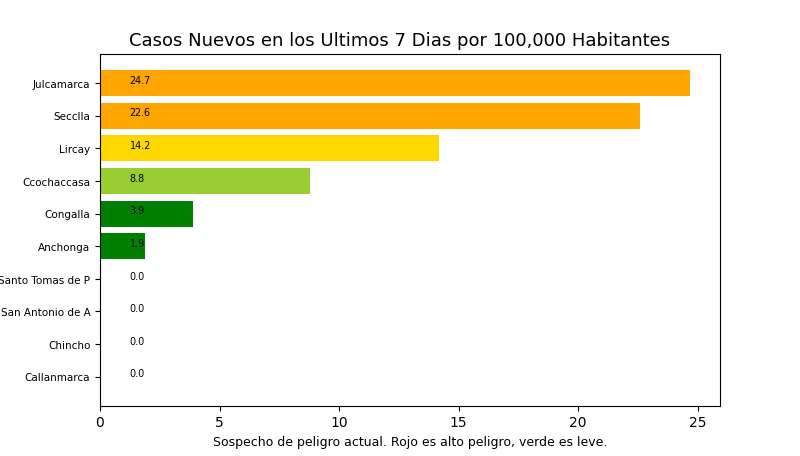 Casos Nuevos en los Ultimos 7 Dias por 100,000 Habitantes
Julcamarca 24.7
Secclla 22.6
Lircay 14.2
Ccochaccasa 8.8
Congalla 3.9
Anchonga 1.9
Santo Tomas de P 0.0
San Antonio de A 0.0
Chincho 0.0
Callanmarca 0.0
0 5 10 15 20 25
Sospecho de peligro actual. Rojo es alto peligro, verde es leve.